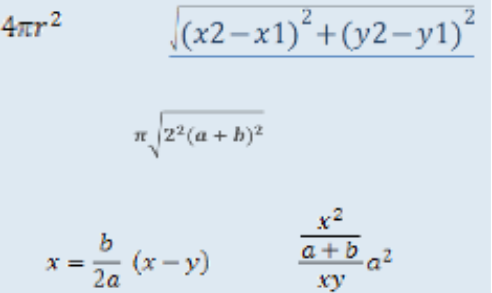 4πr²
√((x2−x1)²+(y2−y1)²)
π√(2²(a + b)²)
x = b/2a (x − y)
((x²/(a + b))/xy) a²